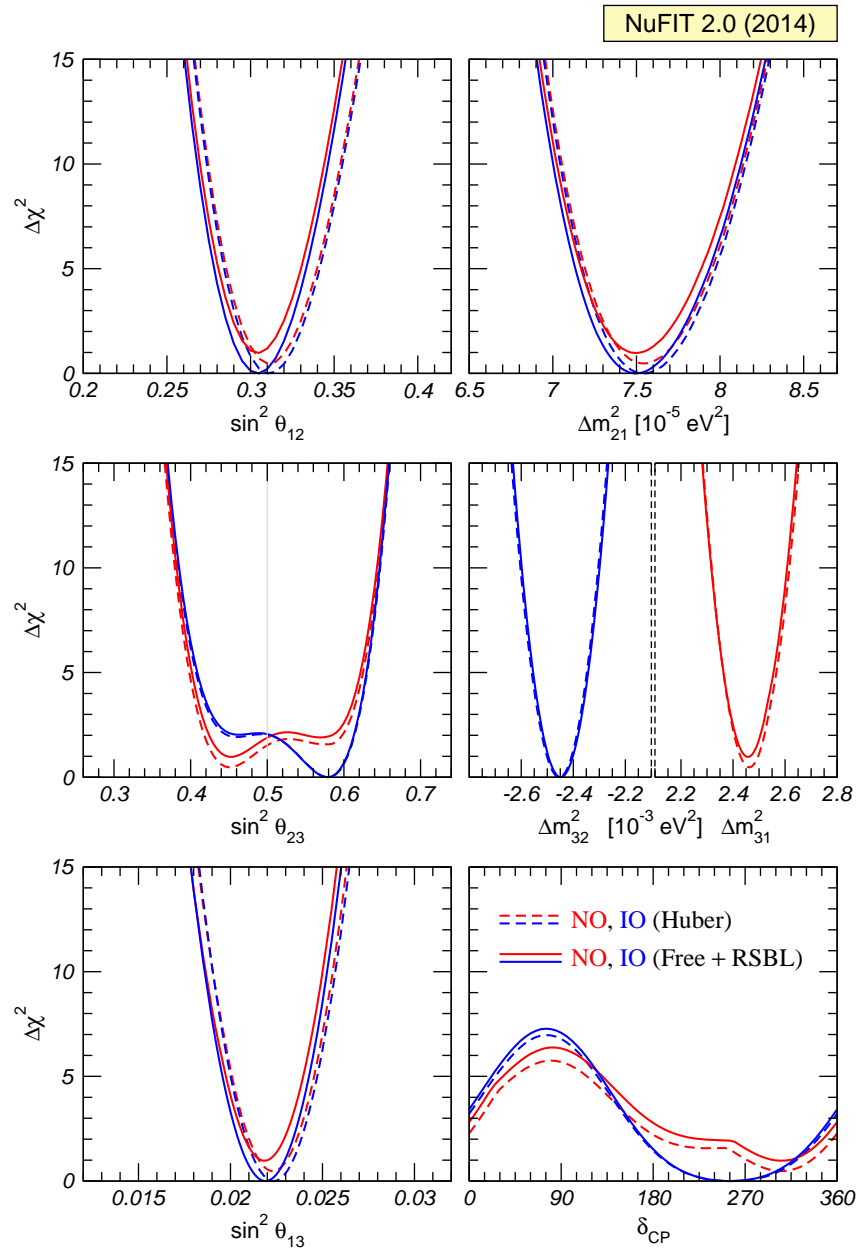 NuFIT 2.0 (2014)
15
10
5
0
Δχ²
0.2 0.25 0.3 0.35 0.4
sin² θ₁₂
6.5 7 7.5 8 8.5
Δm²₂₁ [10⁻⁵ eV²]
15
10
5
0
Δχ²
0.3 0.4 0.5 0.6 0.7
sin² θ₂₃
-2.6 -2.4 -2.2 2.2 2.4 2.6 2.8
Δm²₃₂ [10⁻³ eV²] Δm²₃₁
15
10
5
0
Δχ²
0.015 0.02 0.025 0.03
sin² θ₁₃
NO, IO (Huber)
NO, IO (Free + RSBL)
0 90 180 270 360
δCP